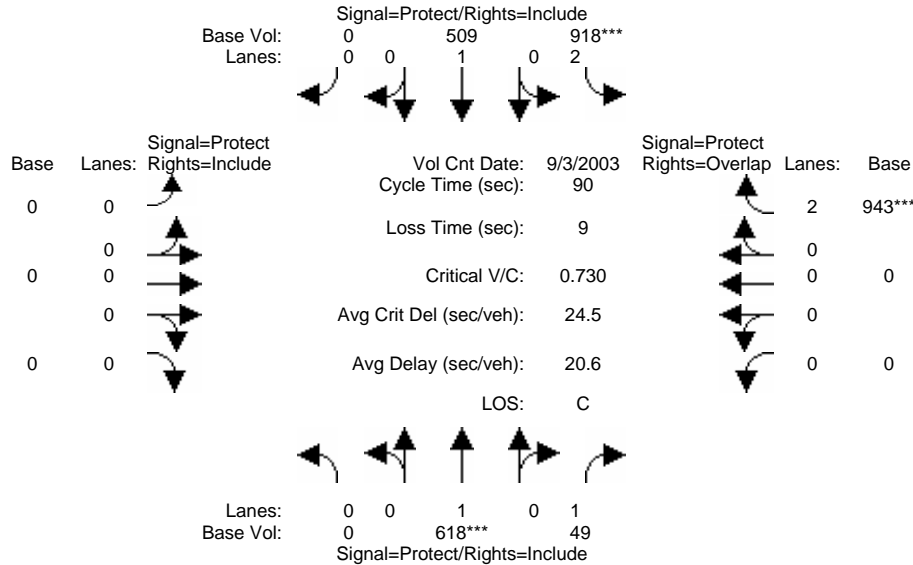 Signal=Protect/Rights=Include
Base Vol: 0 509 918***
Lanes: 0 0 1 0 2
Signal=Protect Signal=Protect
Base Lanes: Rights=Include Vol Cnt Date: 9/3/2003 Rights=Overlap Lanes: Base
Cycle Time (sec): 90
0 0 2 943***
Loss Time (sec): 9
0 0
0 0 Critical V/C: 0.730 0 0
0 Avg Crit Del (sec/veh): 24.5 0
0 0 Avg Delay (sec/veh): 20.6 0 0
LOS: C
Lanes: 0 0 1 0 1
Base Vol: 0 618*** 49
Signal=Protect/Rights=Include